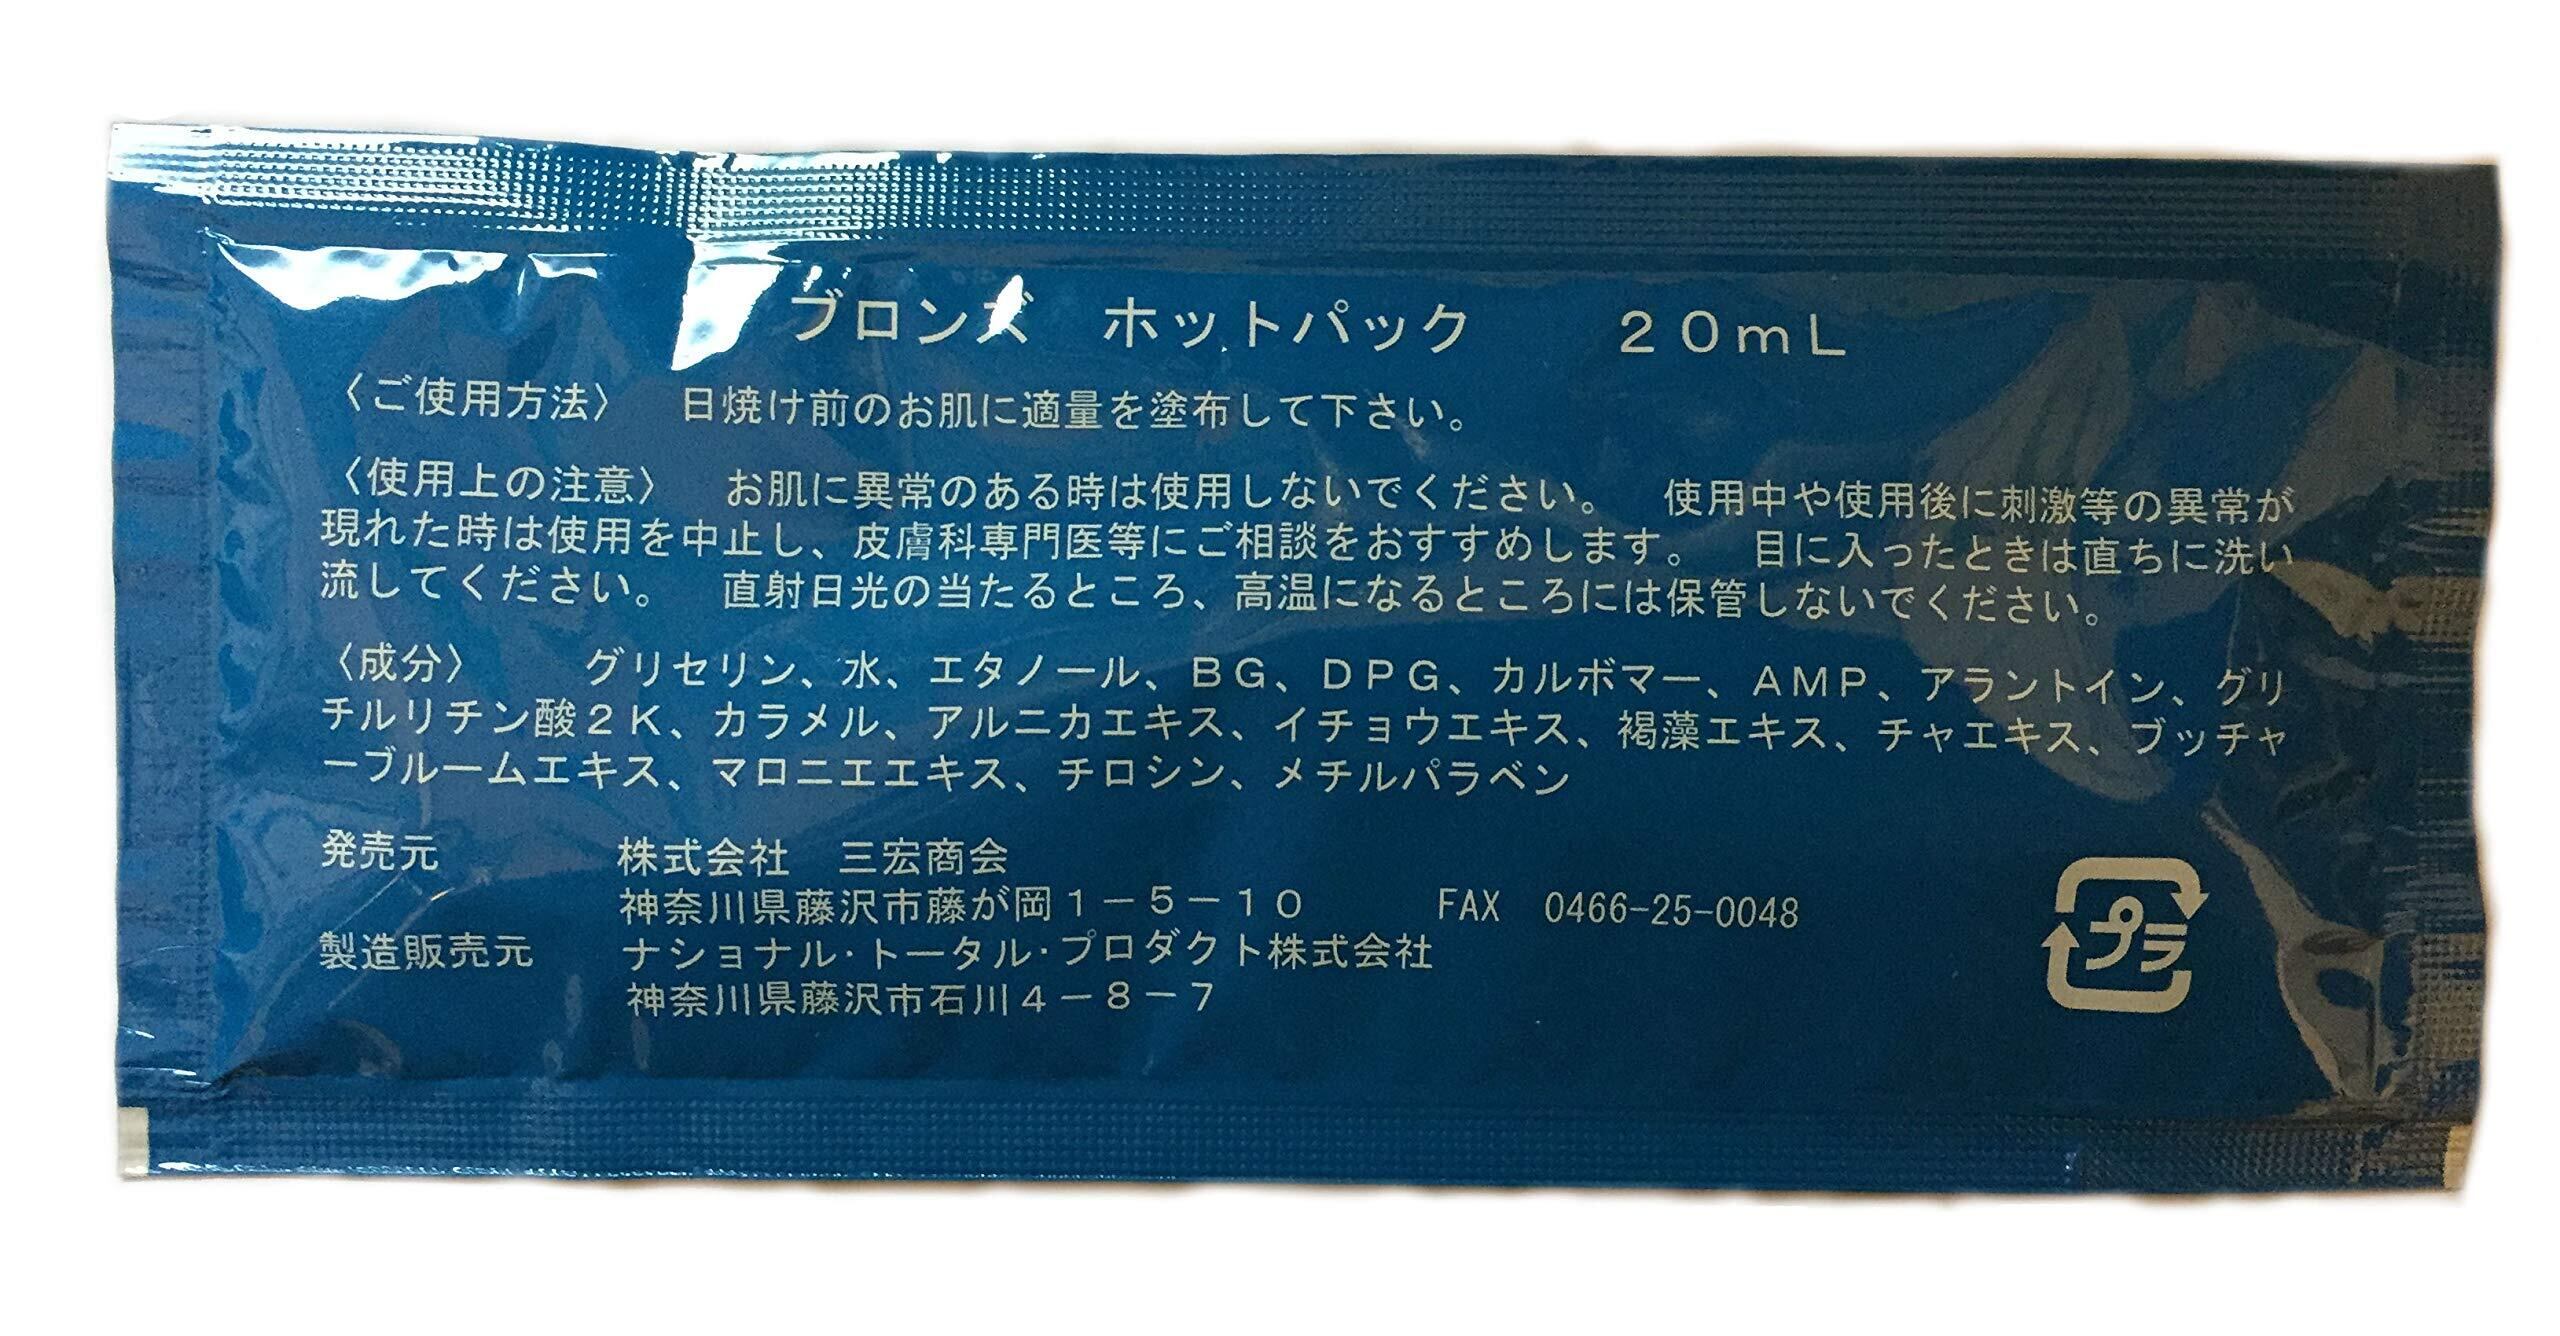 ブロンズ　ホットパック　　２０ｍＬ
〈ご使用方法〉　日焼け前のお肌に適量を塗布して下さい。
〈使用上の注意〉　お肌に異常のある時は使用しないでください。　使用中や使用後に刺激等の異常が
現れた時は使用を中止し、皮膚科専門医等にご相談をおすすめします。　目に入ったときは直ちに洗い
流してください。　直射日光の当たるところ、高温になるところには保管しないでください。
〈成分〉　　グリセリン、水、エタノール、ＢＧ、ＤＰＧ、カルボマー、ＡＭＰ、アラントイン、グリ
チルリチン酸２Ｋ、カラメル、アルニカエキス、イチョウエキス、褐藻エキス、チャエキス、ブッチャ
ーブルームエキス、マロニエエキス、チロシン、メチルパラベン
発売元　　　　株式会社　三宏商会
神奈川県藤沢市藤が岡１－５－１０　　　FAX　0466-25-0048
製造販売元　　ナショナル・トータル・プロダクト株式会社
神奈川県藤沢市石川４－８－７
プラ